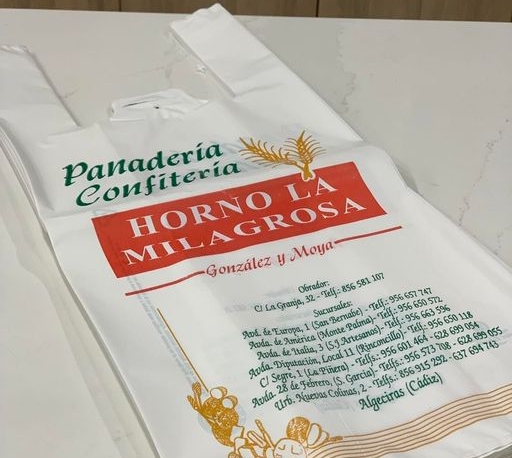 Panadería
Confitería
HORNO LA
MILAGROSA
González y Moya
Obrador:
C/ La Granja, 32 - Telf.: 856 581 107
Sucursales:
Avd. de Europa, 1 (San Bernabe) - Telf.: 956 657 747
Avda. de América (Monte Palma) - Telf.: 956 650 572
Avda. de Italia, 3 (S.J. Artesanos) - Telf.: 956 663 596
Avda. Diputación, Local 11 (Rinconcillo) - Telf.: 956 650 118
C/ Segre, 1 (La Piñera) - Telfs.: 956 601 464 - 628 699 054
Avda. 28 de Febrero, (S. García) - Telfs.: 956 573 708 - 628 699 055
Urb. Nuevas Colinas, 2 - Telfs.: 856 915 292 - 637 694 743
Algeciras (Cádiz)